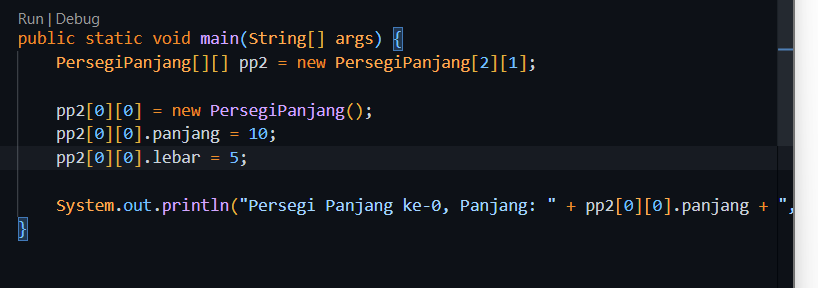 Run | Debug
public static void main(String[] args) {
PersegiPanjang[][] pp2 = new PersegiPanjang[2][1];
pp2[0][0] = new PersegiPanjang();
pp2[0][0].panjang = 10;
pp2[0][0].lebar = 5;
System.out.println("Persegi Panjang ke-0, Panjang: " + pp2[0][0].panjang + ",
}